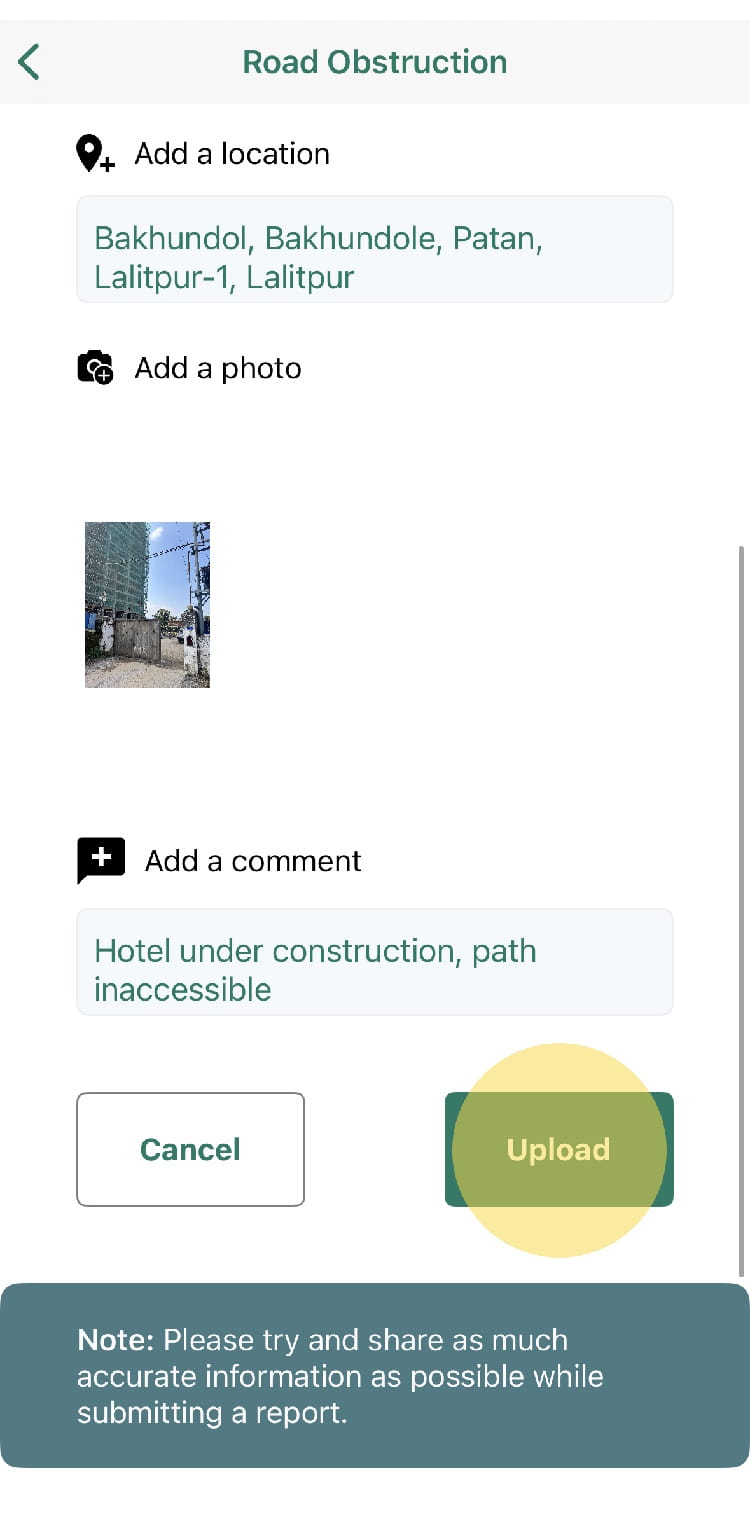 Road Obstruction
Add a location
Bakhundol, Bakhundole, Patan,
Lalitpur-1, Lalitpur
Add a photo
Add a comment
Hotel under construction, path
inaccessible
Cancel
Upload
Note: Please try and share as much
accurate information as possible while
submitting a report.